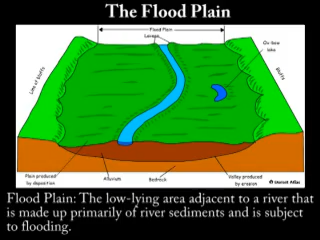 The Flood Plain
Flood Plain
Levees
Ox-bow
lake
Line of bluffs
Bluffs
Plain produced
by deposition
Alluvium
Bedrock
Valley produced
by erosion
Internet Atlas
Flood Plain: The low-lying area adjacent to a river that
is made up primarily of river sediments and is subject
to flooding.